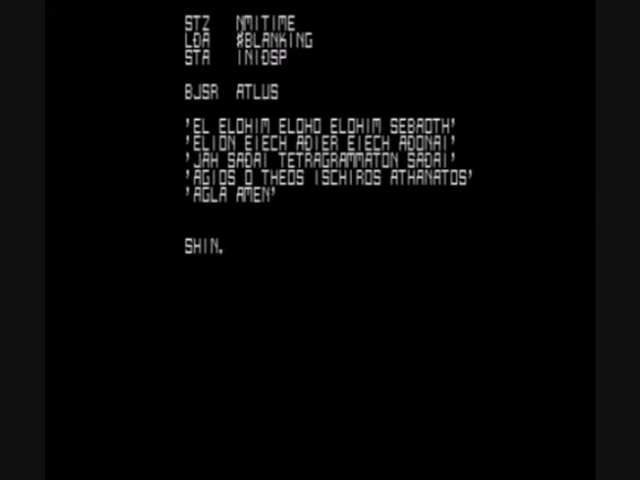 STZ NMITIME
LDA #BLANKING
STA INIDSP
BJSR ATLUS
'EL ELOHIM ELOHO ELOHIM SEBAOTH'
'ELION EIECH ADIER EIECH ADONAI'
'JAH SADAI TETRAGRAMMATON SADAI'
'AGIOS O THEOS ISCHIROS ATHANATOS'
'AGLA AMEN'
SHIN.